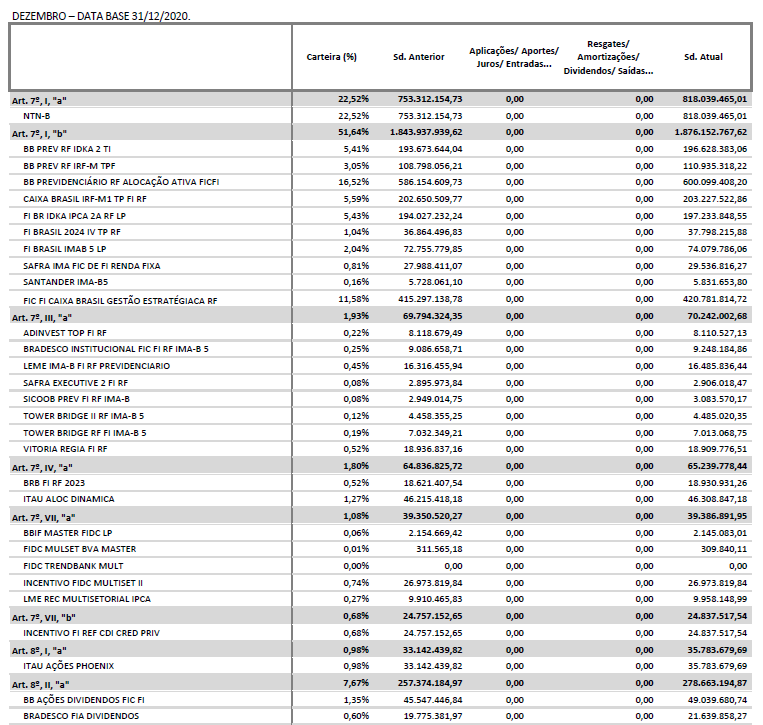 DEZEMBRO – DATA BASE 31/12/2020.
Carteira (%) Sd. Anterior Aplicações/ Aportes/ Juros/ Entradas... Resgates/ Amortizações/ Dividendos/ Saídas... Sd. Atual
Art. 7º, I, "a" 22,52% 753.312.154,73 0,00 0,00 818.039.465,01
NTN-B 22,52% 753.312.154,73 0,00 0,00 818.039.465,01
Art. 7º, I, "b" 51,64% 1.843.937.939,62 0,00 0,00 1.876.152.767,62
BB PREV RF IDKA 2 TI 5,41% 193.673.644,04 0,00 0,00 196.628.383,06
BB PREV RF IRF-M TPF 3,05% 108.798.056,21 0,00 0,00 110.935.318,22
BB PREVIDENCIÁRIO RF ALOCAÇÃO ATIVA FICFI 16,52% 586.154.609,73 0,00 0,00 600.099.408,20
CAIXA BRASIL IRF-M1 TP FI RF 5,59% 202.650.509,77 0,00 0,00 203.227.522,86
FI BR IDKA IPCA 2A RF LP 5,43% 194.027.232,24 0,00 0,00 197.233.848,55
FI BRASIL 2024 IV TP RF 1,04% 36.864.496,83 0,00 0,00 37.798.215,88
FI BRASIL IMAB 5 LP 2,04% 72.755.779,85 0,00 0,00 74.079.786,06
SAFRA IMA FIC DE FI RENDA FIXA 0,81% 27.988.411,07 0,00 0,00 29.536.816,27
SANTANDER IMA-B5 0,16% 5.728.061,10 0,00 0,00 5.831.653,80
FIC FI CAIXA BRASIL GESTÃO ESTRATÉGIACA RF 11,58% 415.297.138,78 0,00 0,00 420.781.814,72
Art. 7º, III, "a" 1,93% 69.794.324,35 0,00 0,00 70.242.002,68
ADINVEST TOP FI RF 0,22% 8.118.679,49 0,00 0,00 8.110.527,13
BRADESCO INSTITUCIONAL FIC FI RF IMA-B 5 0,25% 9.086.658,71 0,00 0,00 9.248.184,86
LEME IMA-B FI RF PREVIDENCIARIO 0,45% 16.316.455,94 0,00 0,00 16.485.836,44
SAFRA EXECUTIVE 2 FI RF 0,08% 2.895.973,84 0,00 0,00 2.906.018,47
SICOOB PREV FI RF IMA-B 0,08% 2.949.014,75 0,00 0,00 3.083.570,17
TOWER BRIDGE II RF IMA-B 5 0,12% 4.458.355,25 0,00 0,00 4.485.020,35
TOWER BRIDGE RF FI IMA-B 5 0,19% 7.032.349,21 0,00 0,00 7.013.068,75
VITORIA REGIA FI RF 0,52% 18.936.837,16 0,00 0,00 18.909.776,51
Art. 7º, IV, "a" 1,80% 64.836.825,72 0,00 0,00 65.239.778,44
BRB FI RF 2023 0,52% 18.621.407,54 0,00 0,00 18.930.931,26
ITAU ALOC DINAMICA 1,27% 46.215.418,18 0,00 0,00 46.308.847,18
Art. 7º, VII, "a" 1,08% 39.350.520,27 0,00 0,00 39.386.891,95
BBIF MASTER FIDC LP 0,06% 2.154.669,42 0,00 0,00 2.145.083,01
FIDC MULSET BVA MASTER 0,01% 311.565,18 0,00 0,00 309.840,11
FIDC TRENDBANK MULT 0,00% 0,00 0,00 0,00 0,00
INCENTIVO FIDC MULTISET II 0,74% 26.973.819,84 0,00 0,00 26.973.819,84
LME REC MULTISETORIAL IPCA 0,27% 9.910.465,83 0,00 0,00 9.958.148,99
Art. 7º, VII, "b" 0,68% 24.757.152,65 0,00 0,00 24.837.517,54
INCENTIVO FI REF CDI CRED PRIV 0,68% 24.757.152,65 0,00 0,00 24.837.517,54
Art. 8º, I, "a" 0,98% 33.142.439,82 0,00 0,00 35.783.679,69
ITAU AÇÕES PHOENIX 0,98% 33.142.439,82 0,00 0,00 35.783.679,69
Art. 8º, II, "a" 7,67% 257.374.184,97 0,00 0,00 278.663.194,87
BB AÇÕES DIVIDENDOS FIC FI 1,35% 45.547.446,84 0,00 0,00 49.039.680,74
BRADESCO FIA DIVIDENDOS 0,60% 19.775.381,97 0,00 0,00 21.639.858,27